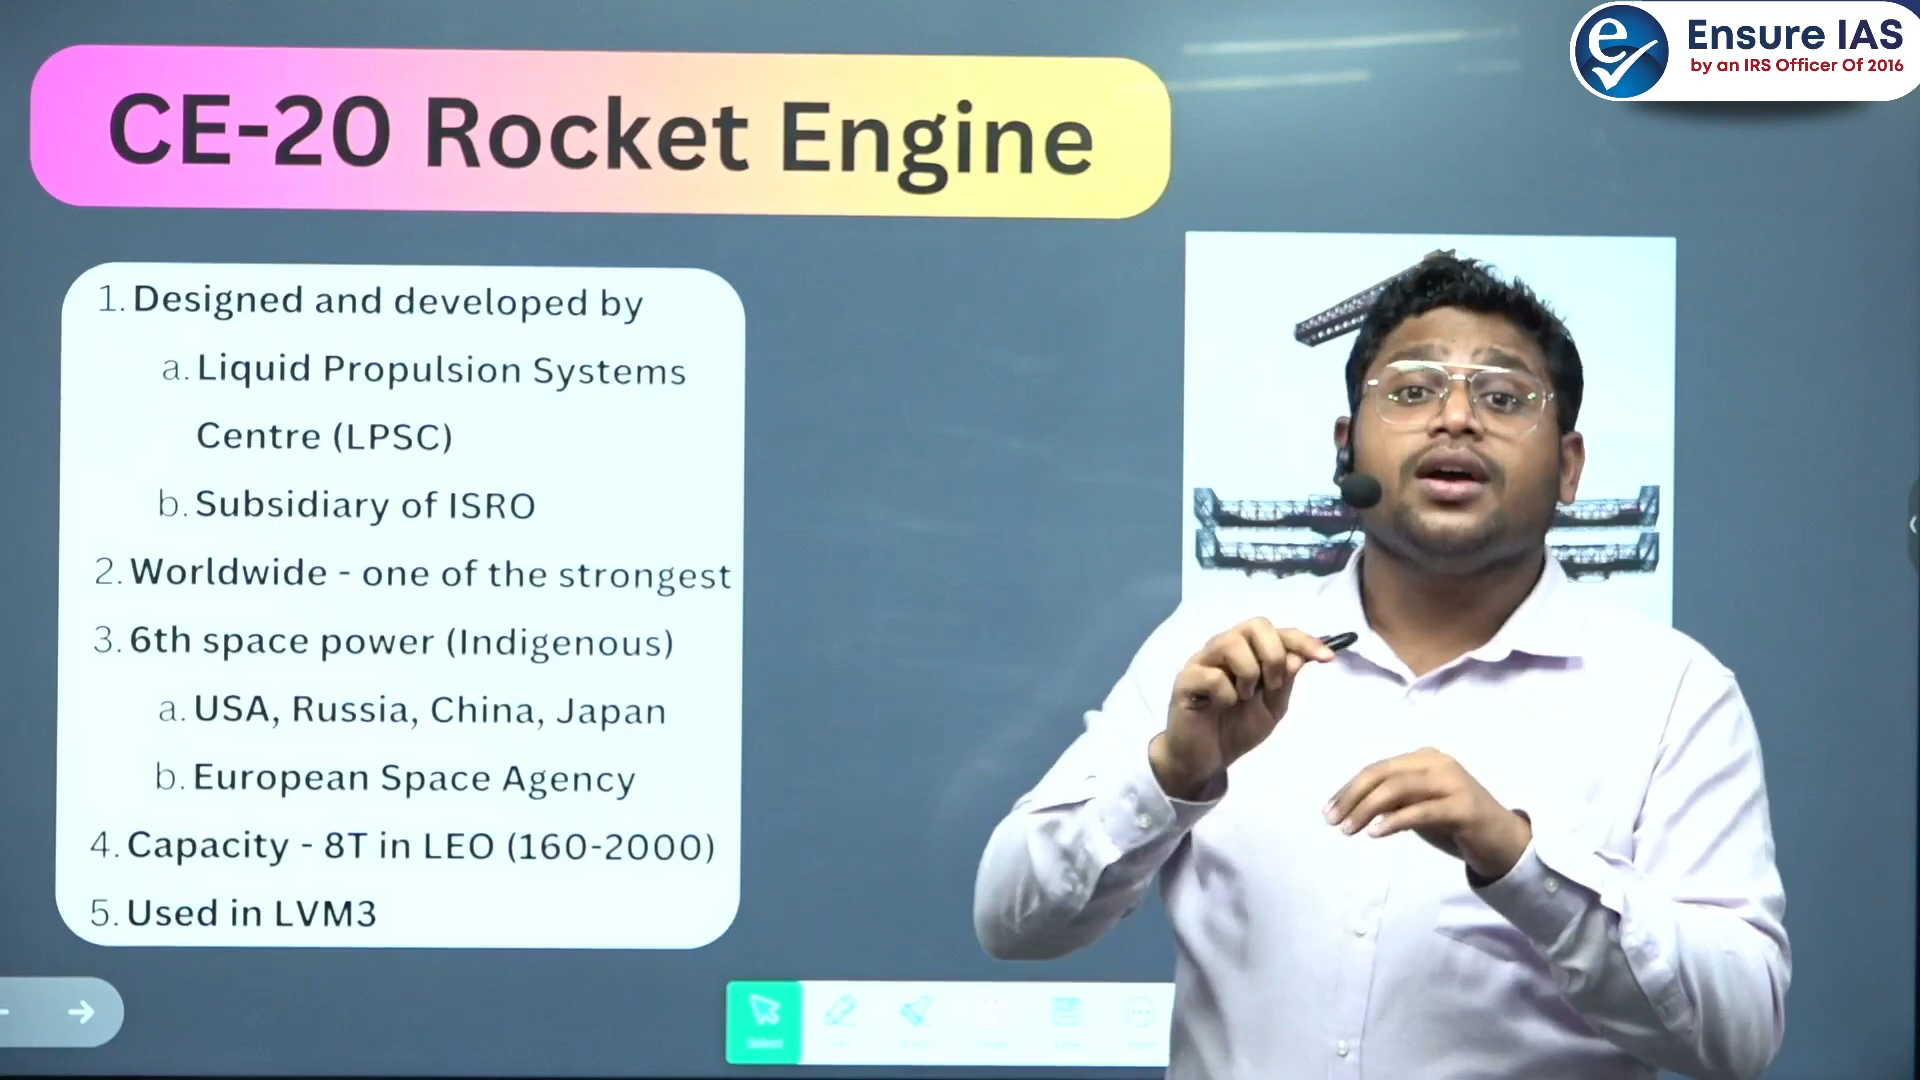 Ensure IAS
by an IRS Officer Of 2016
CE-20 Rocket Engine
1. Designed and developed by
a. Liquid Propulsion Systems
Centre (LPSC)
b. Subsidiary of ISRO
2. Worldwide - one of the strongest
3. 6th space power (Indigenous)
a. USA, Russia, China, Japan
b. European Space Agency
4. Capacity - 8T in LEO (160-2000)
5. Used in LVM3
Select